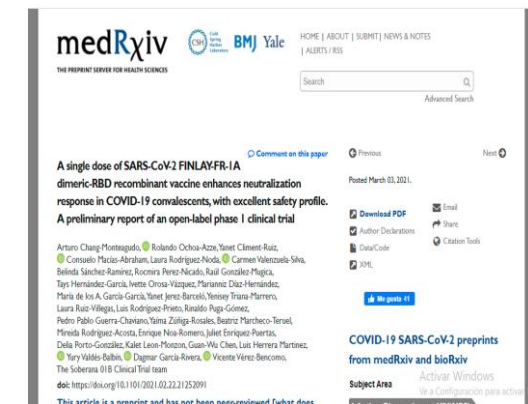 medRxiv
THE PREPRINT SERVER FOR HEALTH SCIENCES
CSH Cold Spring Harbor Laboratory BMJ Yale
HOME | ABOUT | SUBMIT | NEWS & NOTES
| ALERTS / RSS
Search
Advanced Search
Comment on this paper
A single dose of SARS-CoV-2 FINLAY-FR-1A
dimeric-RBD recombinant vaccine enhances neutralization
response in COVID-19 convalescents, with excellent safety profile.
A preliminary report of an open-label phase 1 clinical trial
Arturo Chang-Monteagudo, Rolando Ochoa-Azze, Yanet Climent-Ruiz,
Consuelo Macías-Abraham, Laura Rodríguez-Noda, Carmen Valenzuela-Silva,
Belinda Sánchez-Ramírez, Rocmira Perez-Nicado, Raúl González-Mugica,
Tays Hernández-García, Ivette Orosa-Vázquez, Marianniz Díaz-Hernández,
María de los A. García-García, Yanet Jerez-Barceló, Yenisey Triana-Marrero,
Laura Ruiz-Villegas, Luis Rodríguez-Prieto, Rinaldo Puga-Gómez,
Pedro Pablo Guerra-Chaviano, Yaima Zúñiga-Rosales, Beatriz Marcheco-Teruel,
Mireida Rodríguez-Acosta, Enrique Noa-Romero, Juliet Enríquez-Puertas,
Delia Porto-González, Kalet Leon-Monzon, Guan-Wu Chen, Luis Herrera Martinez,
Yury Valdés-Balbín, Dagmar García-Rivera, Vicente Vérez-Bencomo,
The Soberana 01B Clinical Trial team
doi: https://doi.org/10.1101/2021.02.22.21252091
This article is a preprint and has not been peer-reviewed [what does
Previous
Next
Posted March 03, 2021.
Download PDF
Author Declarations
Data/Code
XML
Email
Share
Citation Tools
Me gusta 41
COVID-19 SARS-CoV-2 preprints
from medRxiv and bioRxiv
Subject Area
Activar Windows
Ve a Configuración para activar